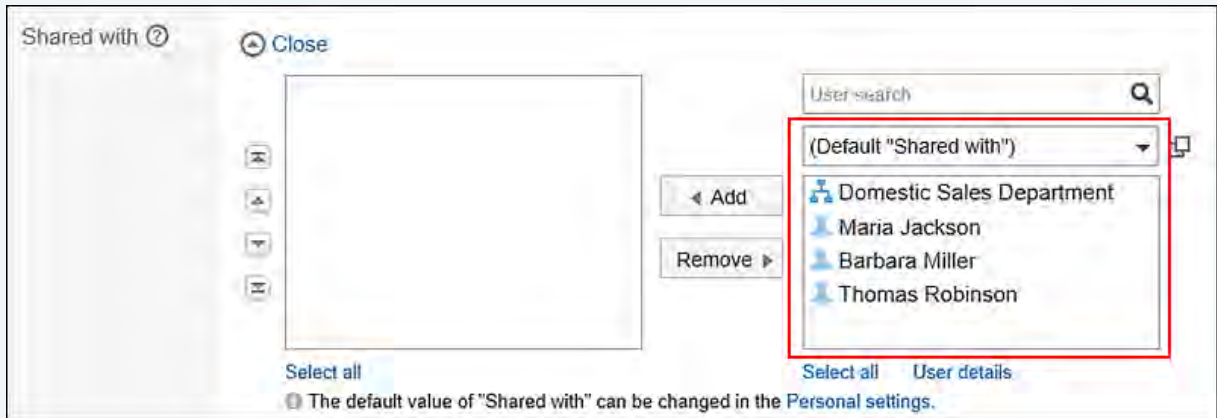 Shared with
Close
User search
(Default "Shared with")
Add
Remove
Domestic Sales Department
Maria Jackson
Barbara Miller
Thomas Robinson
Select all
Select all User details
The default value of "Shared with" can be changed in the Personal settings.